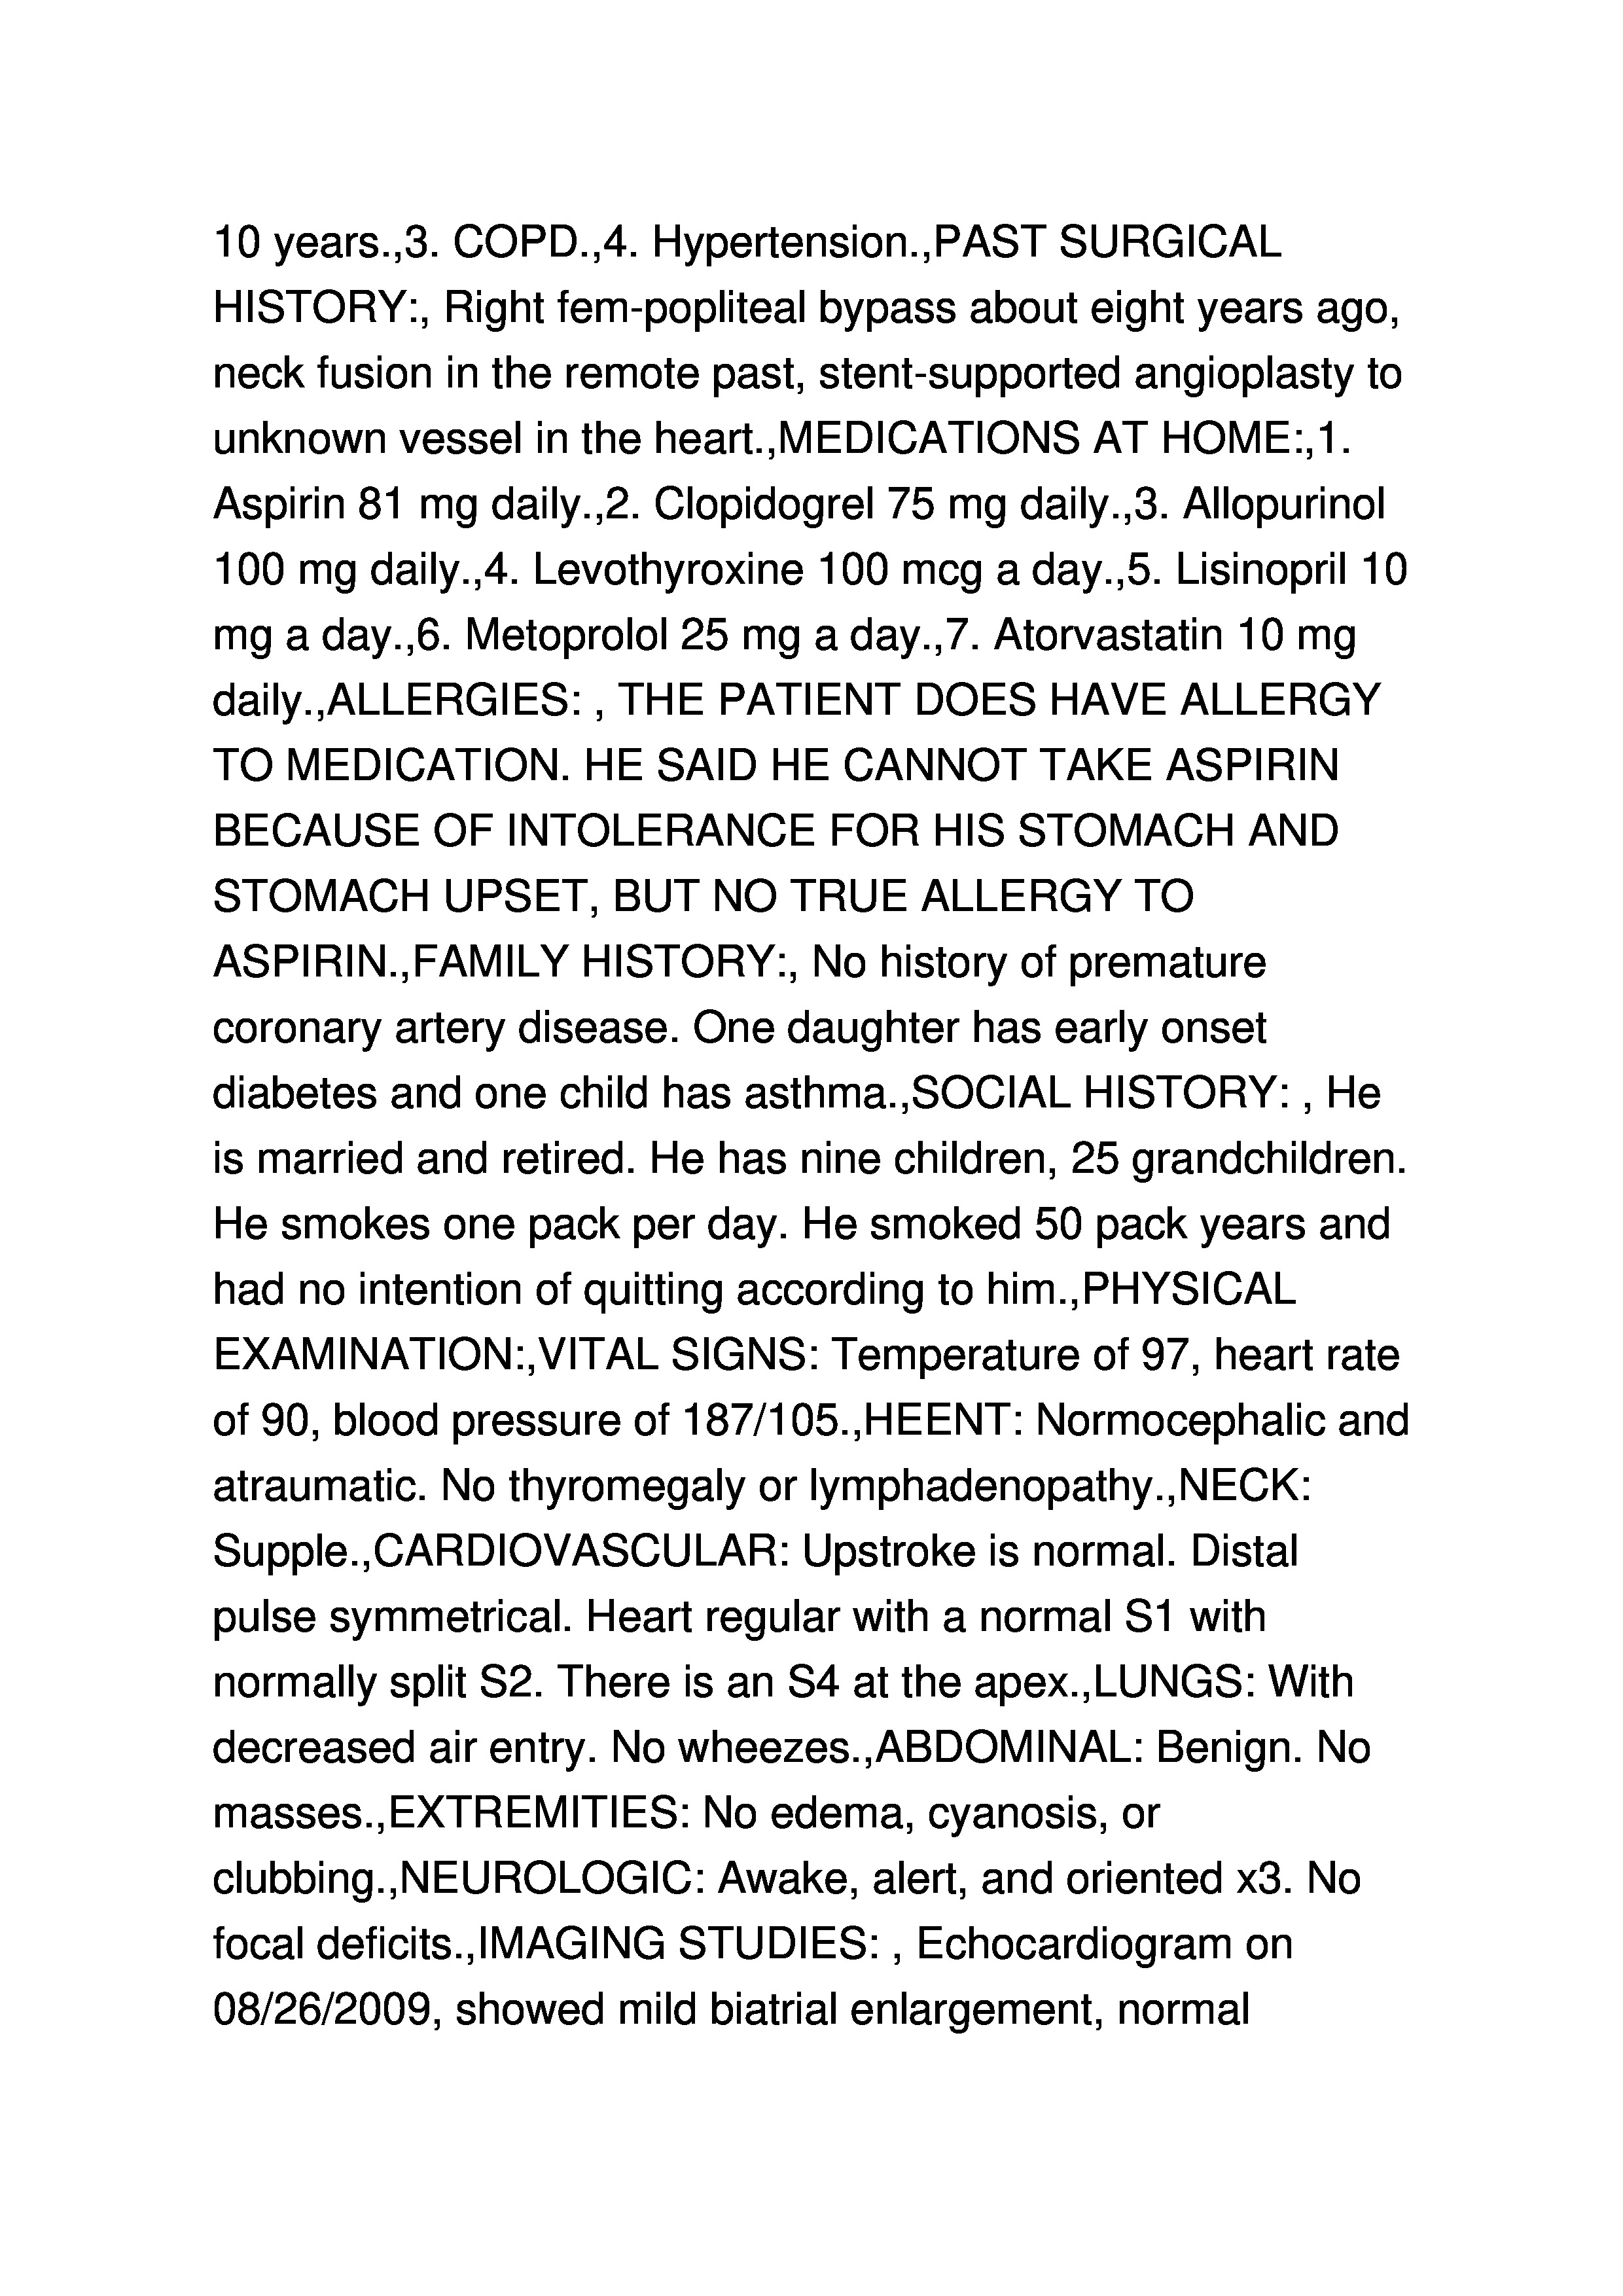 10 years.,3. COPD.,4. Hypertension.,PAST SURGICAL
HISTORY:, Right fem-popliteal bypass about eight years ago,
neck fusion in the remote past, stent-supported angioplasty to
unknown vessel in the heart.,MEDICATIONS AT HOME:,1.
Aspirin 81 mg daily.,2. Clopidogrel 75 mg daily.,3. Allopurinol
100 mg daily.,4. Levothyroxine 100 mcg a day.,5. Lisinopril 10
mg a day.,6. Metoprolol 25 mg a day.,7. Atorvastatin 10 mg
daily.,ALLERGIES: , THE PATIENT DOES HAVE ALLERGY
TO MEDICATION. HE SAID HE CANNOT TAKE ASPIRIN
BECAUSE OF INTOLERANCE FOR HIS STOMACH AND
STOMACH UPSET, BUT NO TRUE ALLERGY TO
ASPIRIN.,FAMILY HISTORY:, No history of premature
coronary artery disease. One daughter has early onset
diabetes and one child has asthma.,SOCIAL HISTORY: , He
is married and retired. He has nine children, 25 grandchildren.
He smokes one pack per day. He smoked 50 pack years and
had no intention of quitting according to him.,PHYSICAL
EXAMINATION:,VITAL SIGNS: Temperature of 97, heart rate
of 90, blood pressure of 187/105.,HEENT: Normocephalic and
atraumatic. No thyromegaly or lymphadenopathy.,NECK:
Supple.,CARDIOVASCULAR: Upstroke is normal. Distal
pulse symmetrical. Heart regular with a normal S1 with
normally split S2. There is an S4 at the apex.,LUNGS: With
decreased air entry. No wheezes.,ABDOMINAL: Benign. No
masses.,EXTREMITIES: No edema, cyanosis, or
clubbing.,NEUROLOGIC: Awake, alert, and oriented x3. No
focal deficits.,IMAGING STUDIES: , Echocardiogram on
08/26/2009, showed mild biatrial enlargement, normal